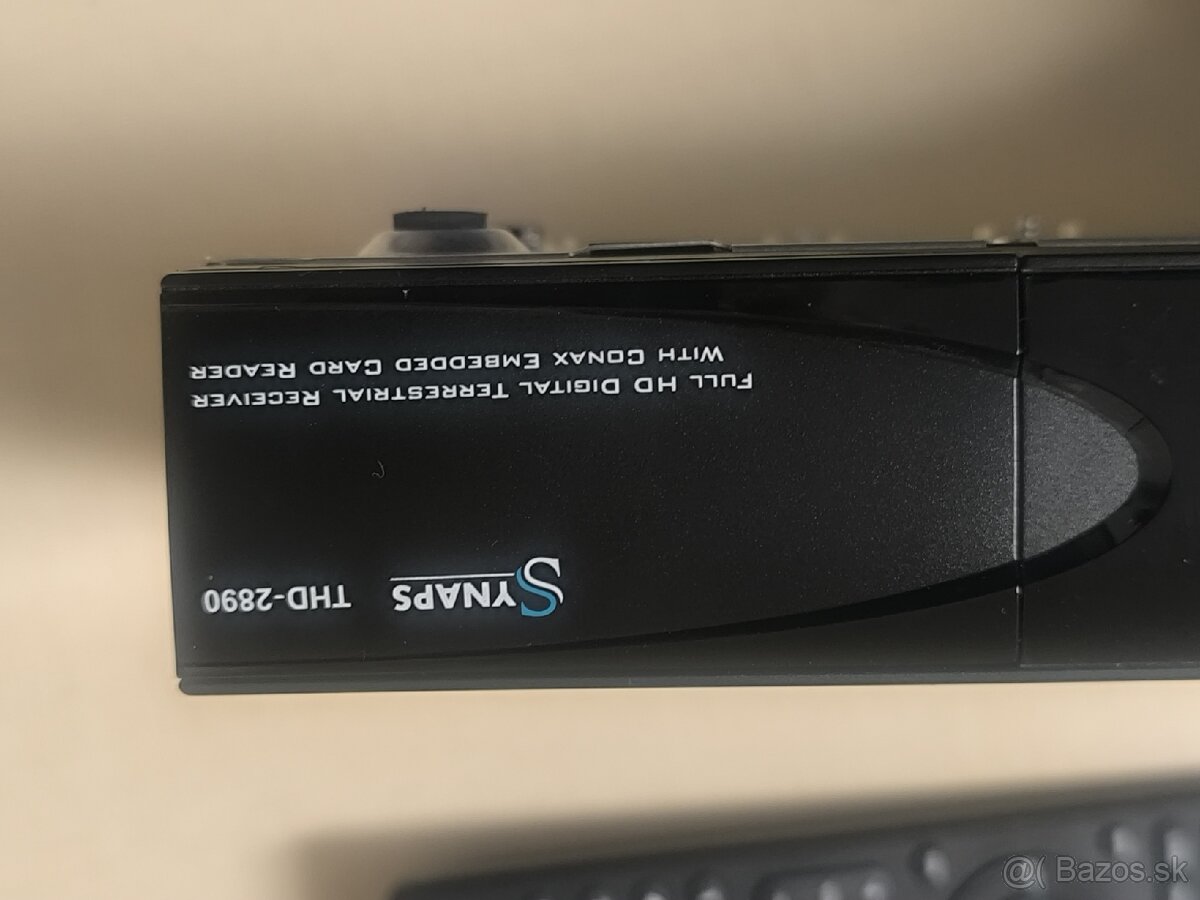 SYNAPS THD-2890
FULL HD DIGITAL TERRESTRIAL RECEIVER
WITH CONAX EMBEDDED CARD READER
@( Bazos.sk